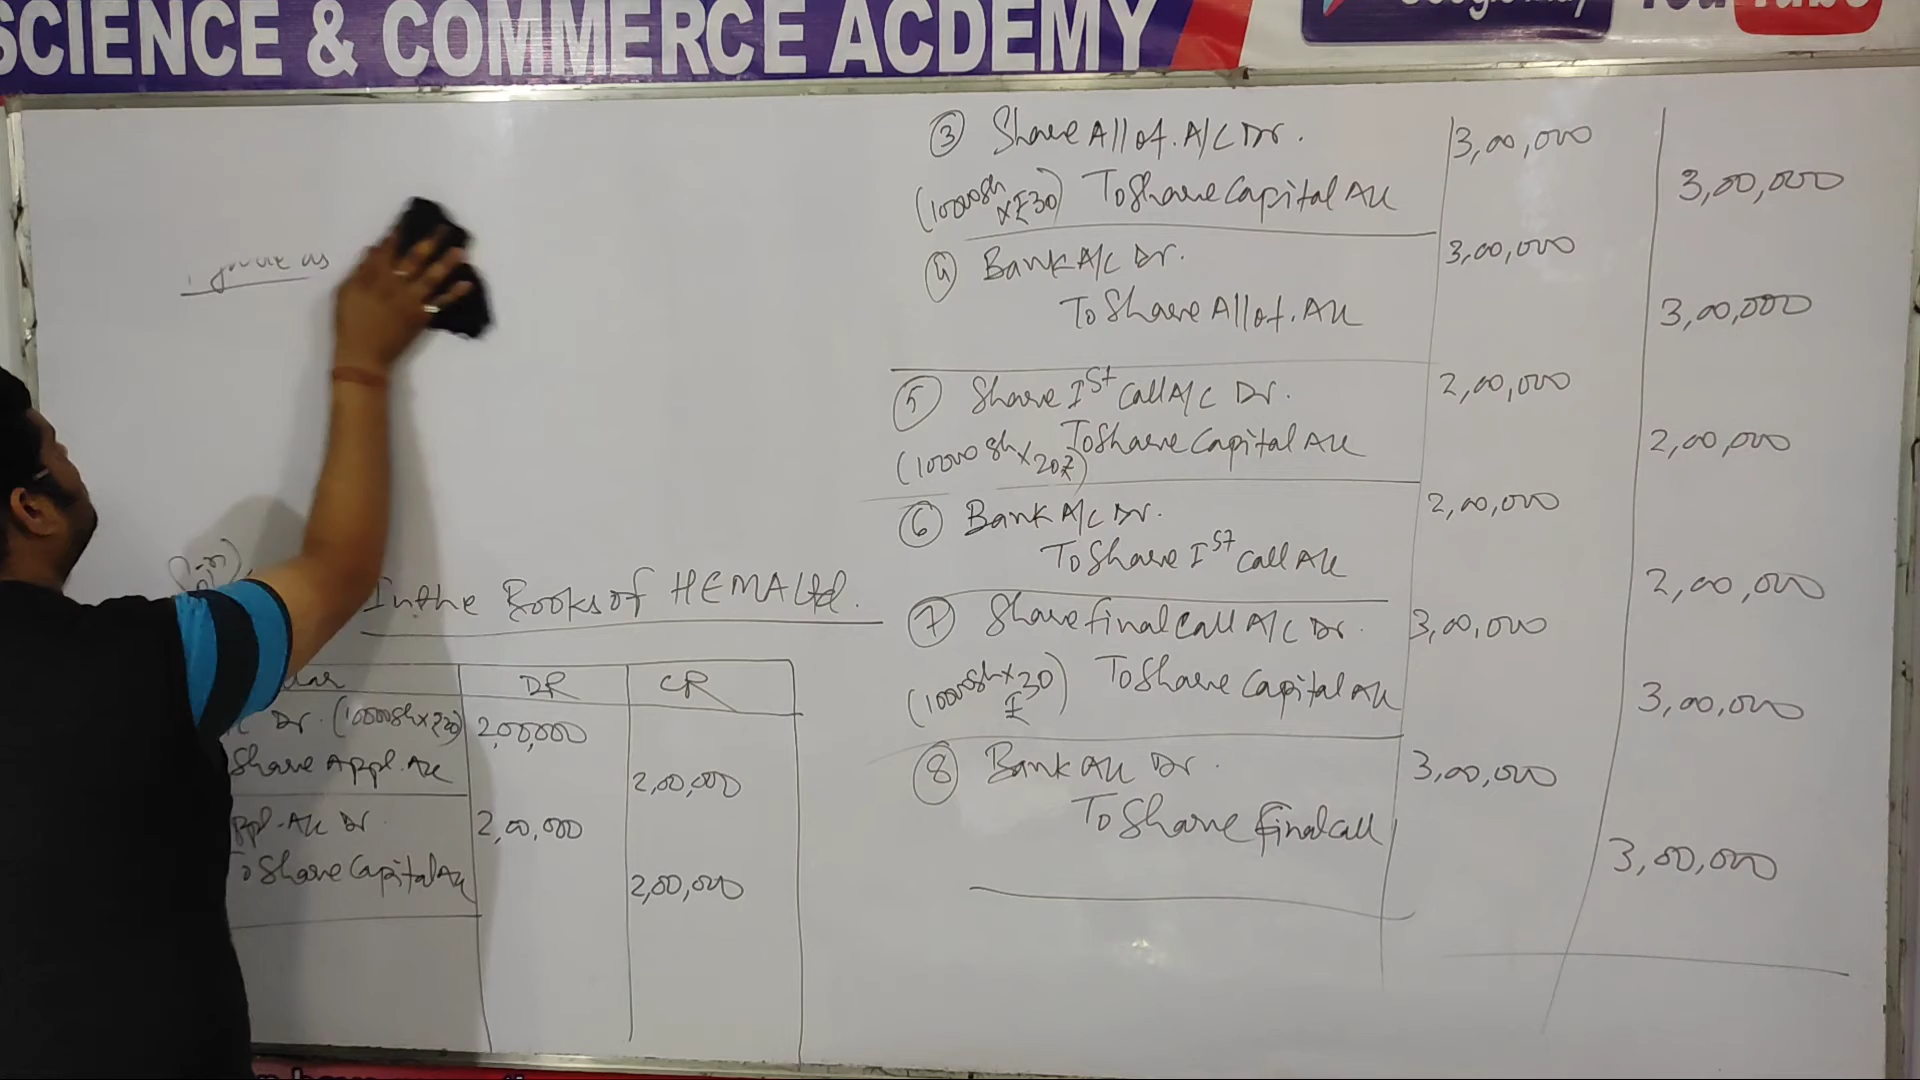 SCIENCE & COMMERCE ACDEMY
YouTube
In the Books of HEMA Ltd.
DR CR
Dr. (10000sh×₹20) 2,00,000
Share Appl. A/c 2,00,000
ppl. A/c Dr. 2,00,000
To Share Capital A/c 2,00,000
③ Share Allot. A/C Dr. 3,00,000
(10000sh ×₹30) To Share Capital A/c 3,00,000
④ Bank A/C Dr. 3,00,000
To Share Allot. A/c 3,00,000
⑤ Share Ist Call A/C Dr. 2,00,000
(10000sh×20₹) To Share Capital A/c 2,00,000
⑥ Bank A/C Dr. 2,00,000
To Share Ist Call A/c 2,00,000
⑦ Share Final Call A/C Dr. 3,00,000
(10000sh×30 ₹) To Share Capital A/c 3,00,000
⑧ Bank A/c Dr. 3,00,000
To Share Final Call 3,00,000